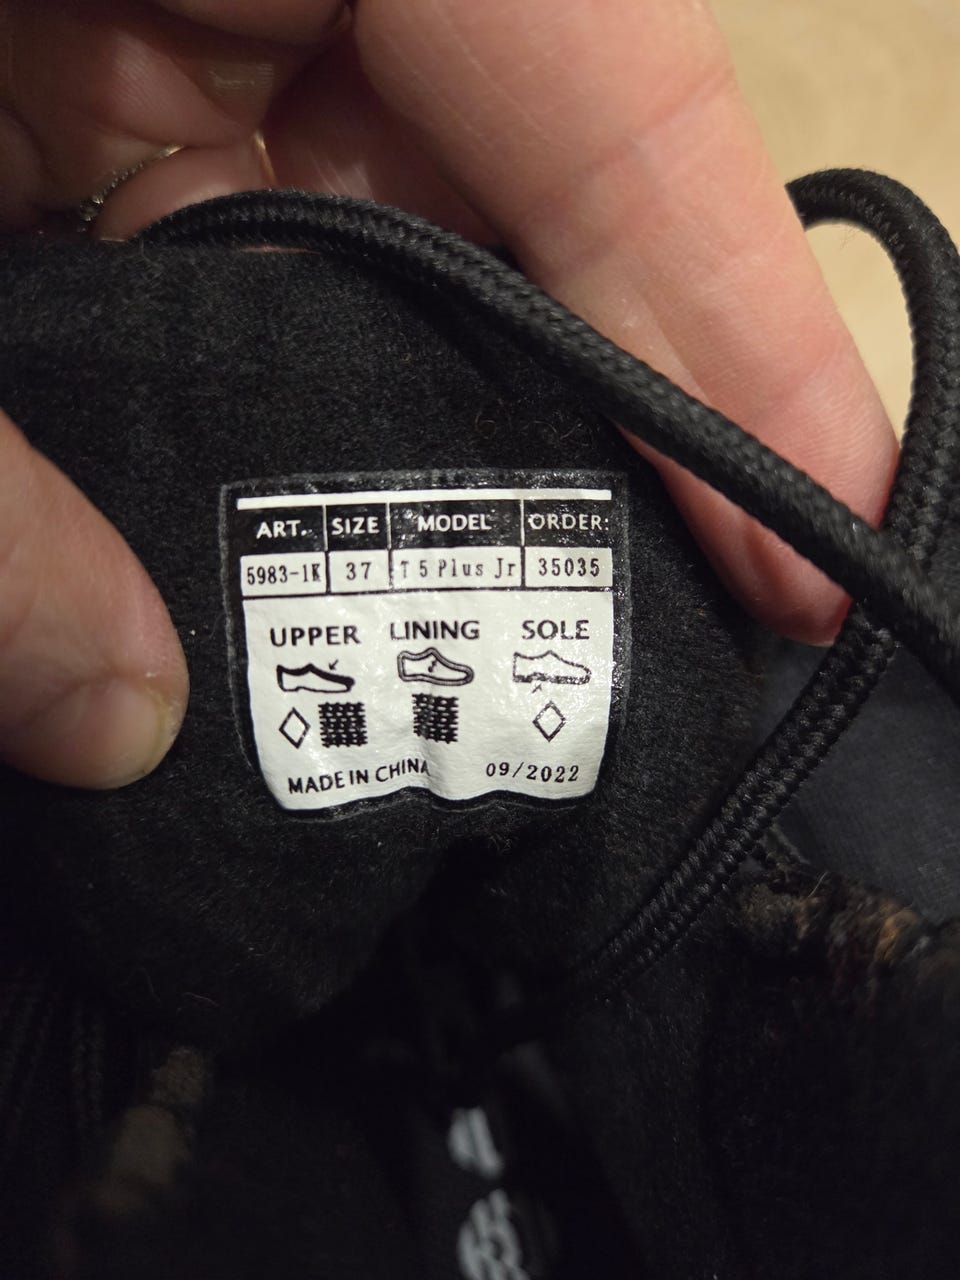 ART. SIZE MODEL ORDER:
5983-1K 37 T 5 Plus Jr 35035
UPPER LINING SOLE
MADE IN CHINA 09/2022